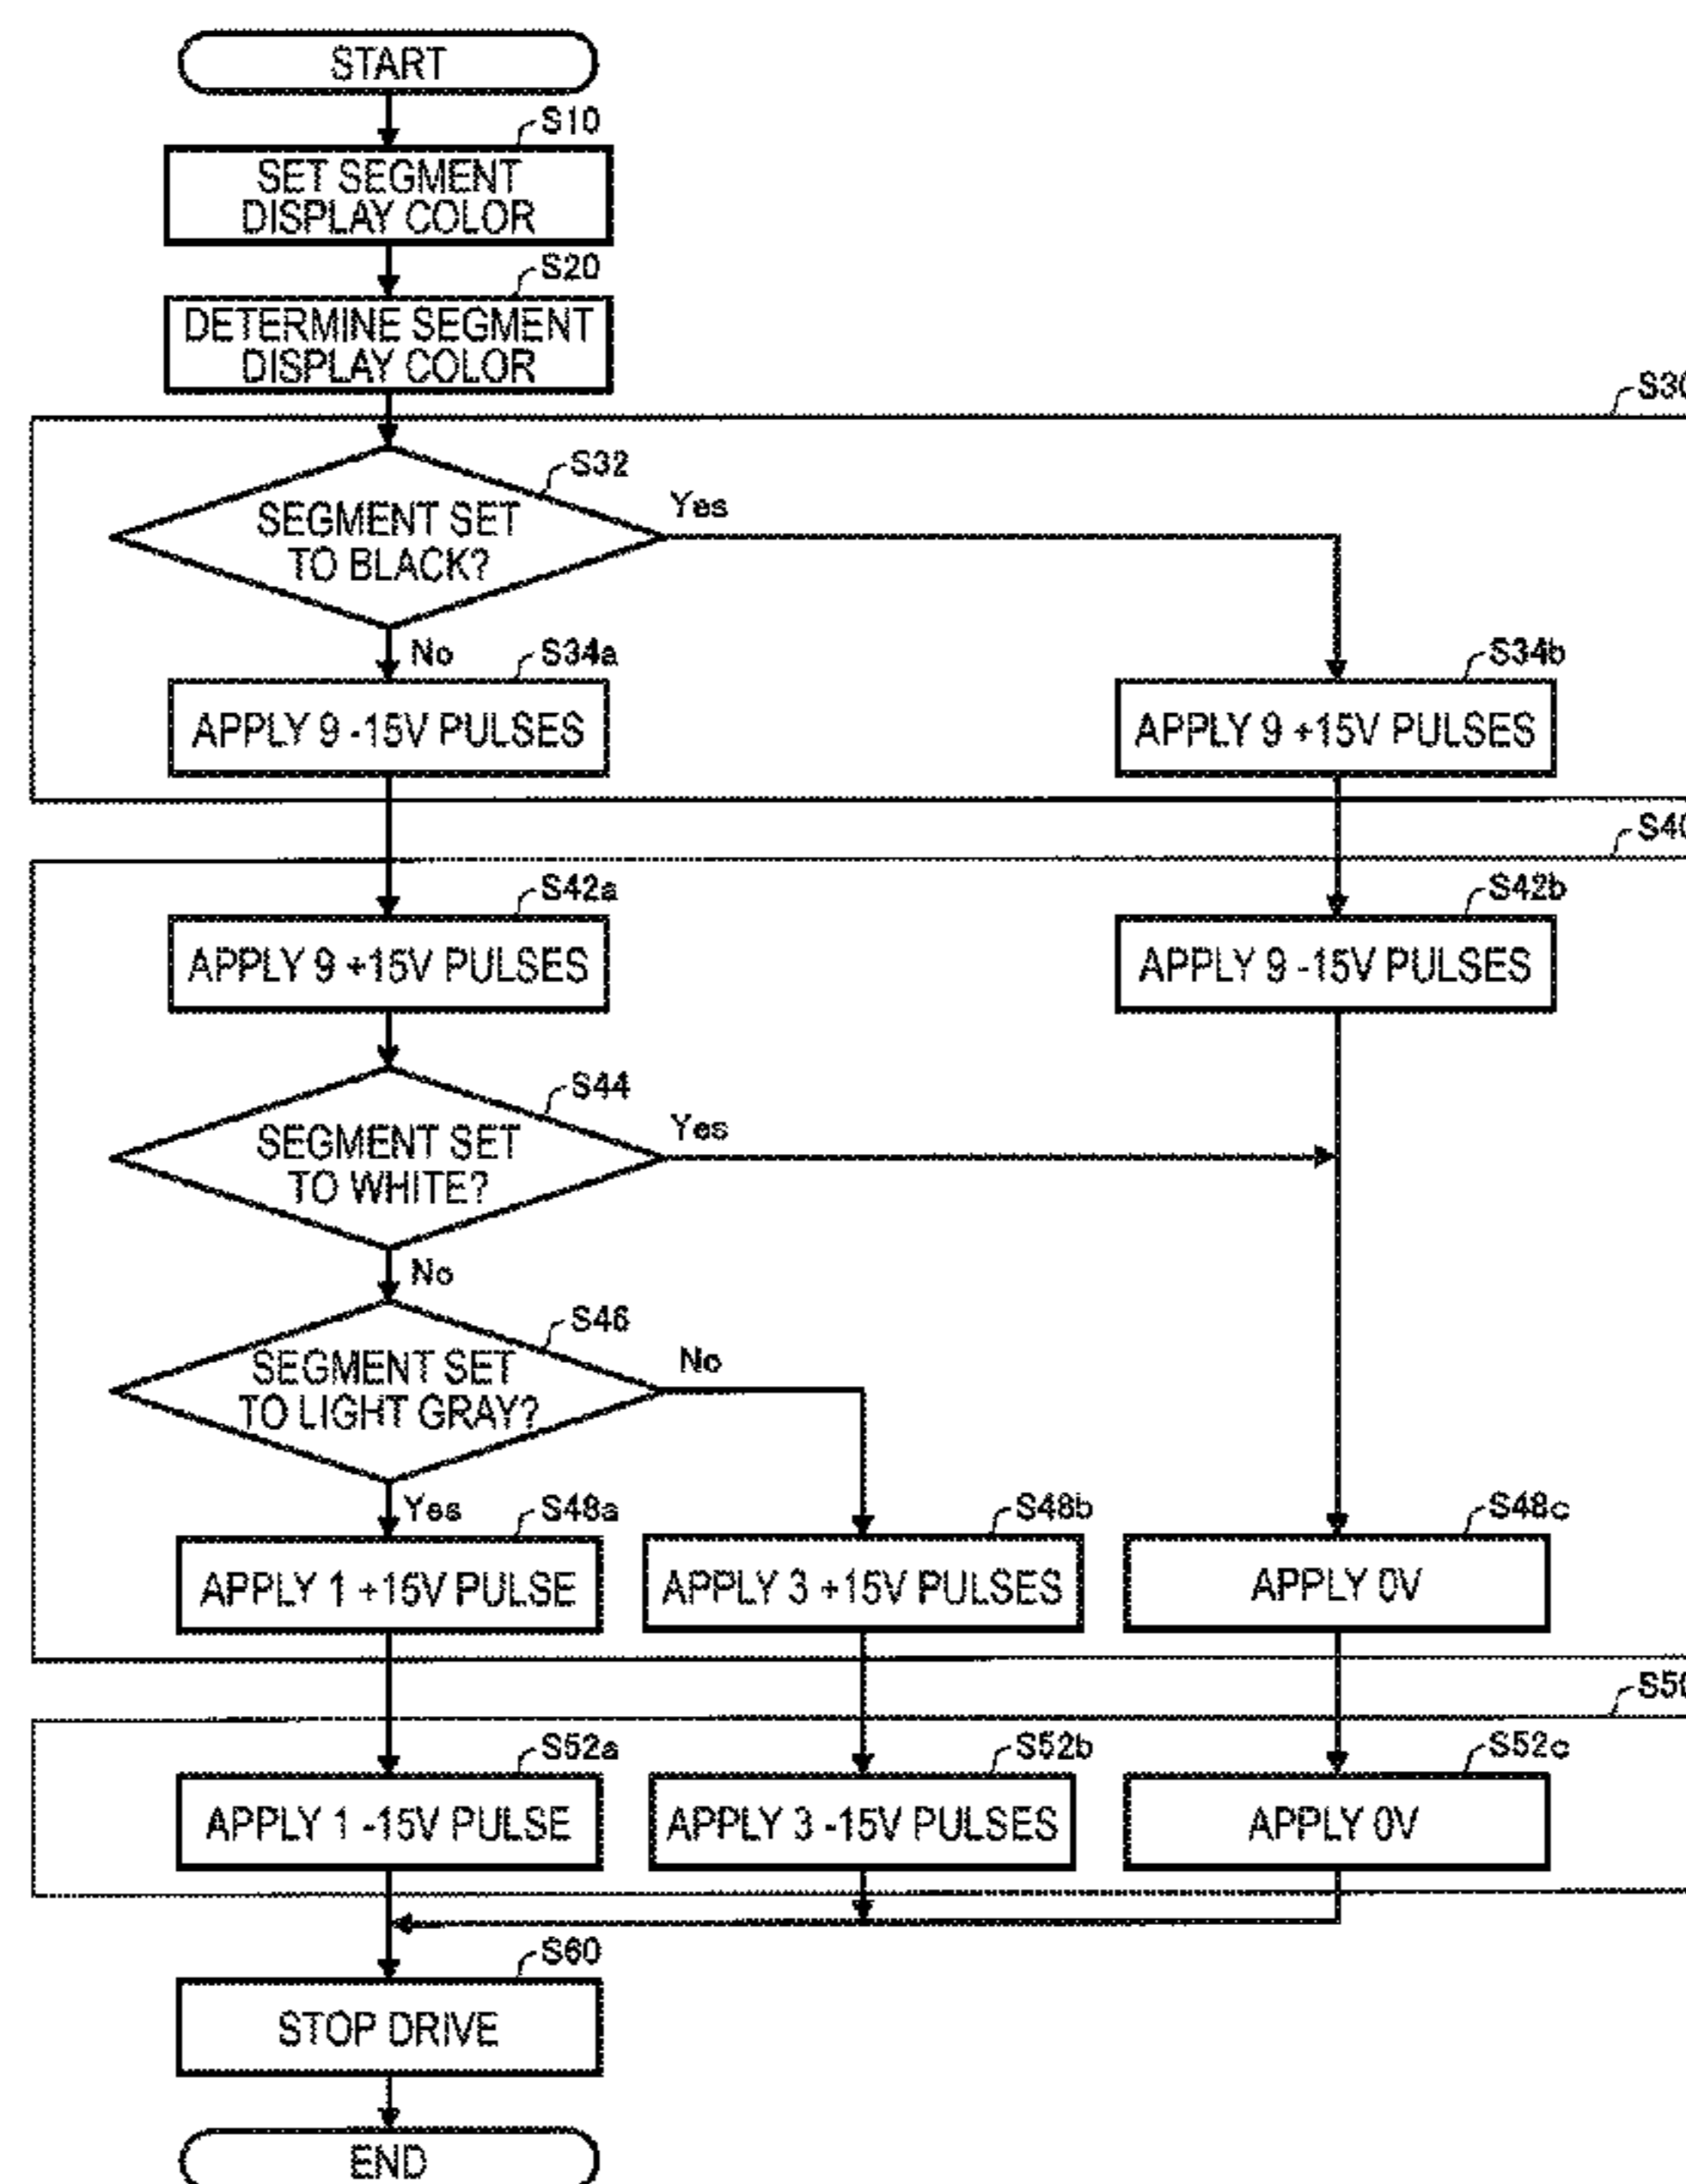 START
S10
SET SEGMENT
DISPLAY COLOR
S20
DETERMINE SEGMENT
DISPLAY COLOR
S30
S32
SEGMENT SET
TO BLACK?
Yes
No
S34a
S34b
APPLY 9 -15V PULSES
APPLY 9 +15V PULSES
S40
S42a
S42b
APPLY 9 +15V PULSES
APPLY 9 -15V PULSES
S44
SEGMENT SET
TO WHITE?
Yes
No
S46
SEGMENT SET
TO LIGHT GRAY?
No
Yes
S48a
S48b
S48c
APPLY 1 +15V PULSE
APPLY 3 +15V PULSES
APPLY 0V
S50
S52a
S52b
S52c
APPLY 1 -15V PULSE
APPLY 3 -15V PULSES
APPLY 0V
S60
STOP DRIVE
END